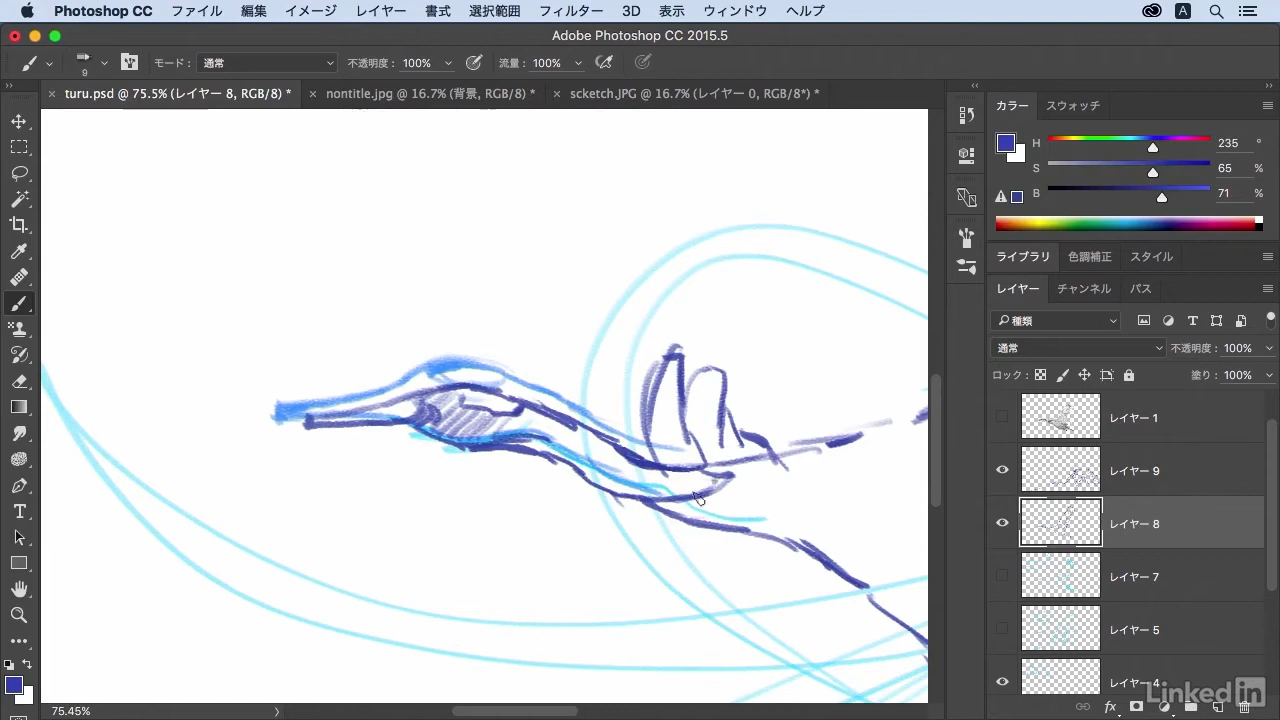 Photoshop CC ファイル 編集 イメージ レイヤー 書式 選択範囲 フィルター 3D 表示 ウィンドウ ヘルプ A
Adobe Photoshop CC 2015.5
9 モード： 通常 不透明度： 100% 流量： 100%
× turu.psd @ 75.5% (レイヤー 8, RGB/8) * × nontitle.jpg @ 16.7% (背景, RGB/8) * × scketch.JPG @ 16.7% (レイヤー 0, RGB/8*) *
カラー スウォッチ
H 235 °
S 65 %
B 71 %
ライブラリ 色調補正 スタイル
レイヤー チャンネル パス
種類
通常 不透明度： 100%
ロック： 塗り： 100%
レイヤー 1
レイヤー 9
レイヤー 8
レイヤー 7
レイヤー 5
レイヤー 4
Linked in
75.45%
fx